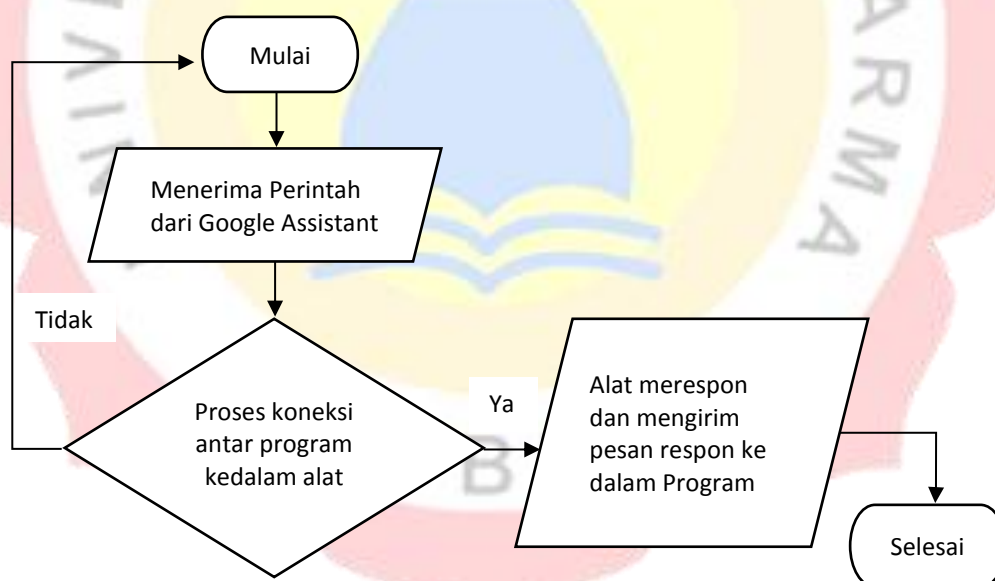 Mulai
Menerima Perintah
dari Google Assistant
Tidak
Proses koneksi
antar program
kedalam alat
Ya
Alat merespon
dan mengirim
pesan respon ke
dalam Program
Selesai
ARMA
B